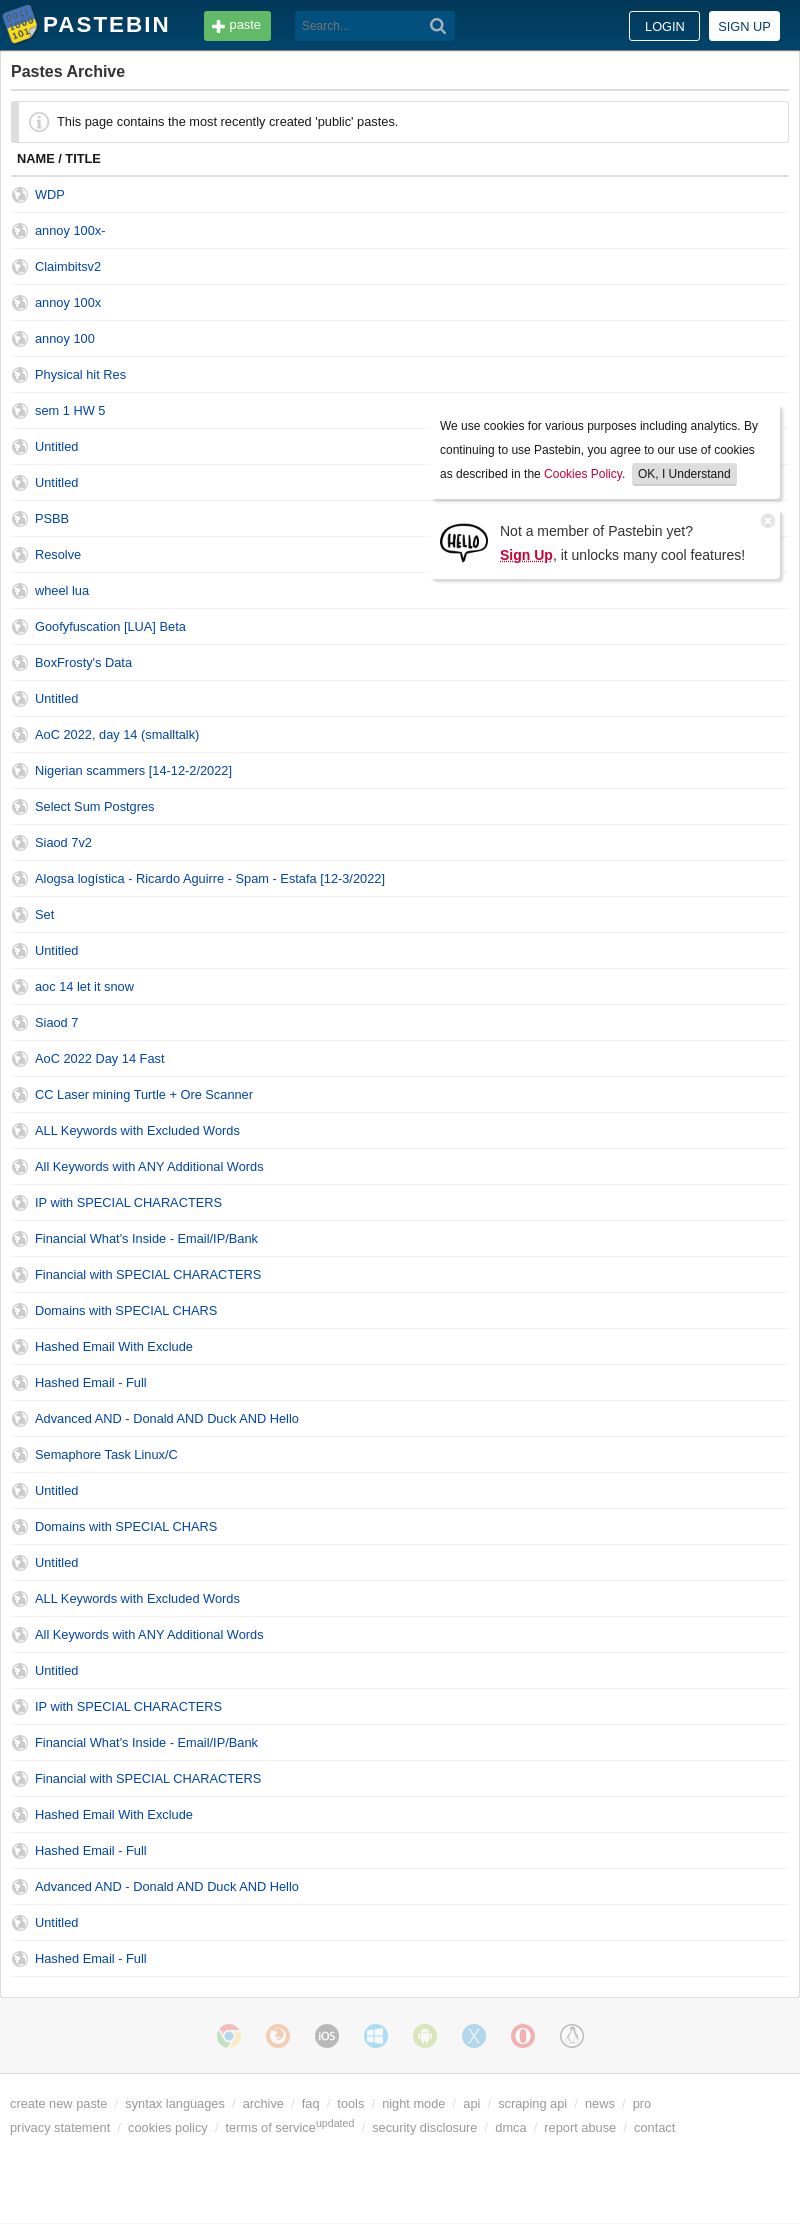 PASTEBIN
paste
Search...
LOGIN
SIGN UP
Pastes Archive
This page contains the most recently created 'public' pastes.
NAME / TITLE
WDP
annoy 100x-
Claimbitsv2
annoy 100x
annoy 100
Physical hit Res
sem 1 HW 5
Untitled
Untitled
PSBB
Resolve
We use cookies for various purposes including analytics. By
continuing to use Pastebin, you agree to our use of cookies
as described in the Cookies Policy. OK, I Understand
HELLO
Not a member of Pastebin yet?
Sign Up, it unlocks many cool features!
wheel lua
Goofyfuscation [LUA] Beta
BoxFrosty's Data
Untitled
AoC 2022, day 14 (smalltalk)
Nigerian scammers [14-12-2/2022]
Select Sum Postgres
Siaod 7v2
Alogsa logística - Ricardo Aguirre - Spam - Estafa [12-3/2022]
Set
Untitled
aoc 14 let it snow
Siaod 7
AoC 2022 Day 14 Fast
CC Laser mining Turtle + Ore Scanner
ALL Keywords with Excluded Words
All Keywords with ANY Additional Words
IP with SPECIAL CHARACTERS
Financial What's Inside - Email/IP/Bank
Financial with SPECIAL CHARACTERS
Domains with SPECIAL CHARS
Hashed Email With Exclude
Hashed Email - Full
Advanced AND - Donald AND Duck AND Hello
Semaphore Task Linux/C
Untitled
Domains with SPECIAL CHARS
Untitled
ALL Keywords with Excluded Words
All Keywords with ANY Additional Words
Untitled
IP with SPECIAL CHARACTERS
Financial What's Inside - Email/IP/Bank
Financial with SPECIAL CHARACTERS
Hashed Email With Exclude
Hashed Email - Full
Advanced AND - Donald AND Duck AND Hello
Untitled
Hashed Email - Full
iOS
create new paste / syntax languages / archive / faq / tools / night mode / api / scraping api / news / pro
privacy statement / cookies policy / terms of service updated / security disclosure / dmca / report abuse / contact